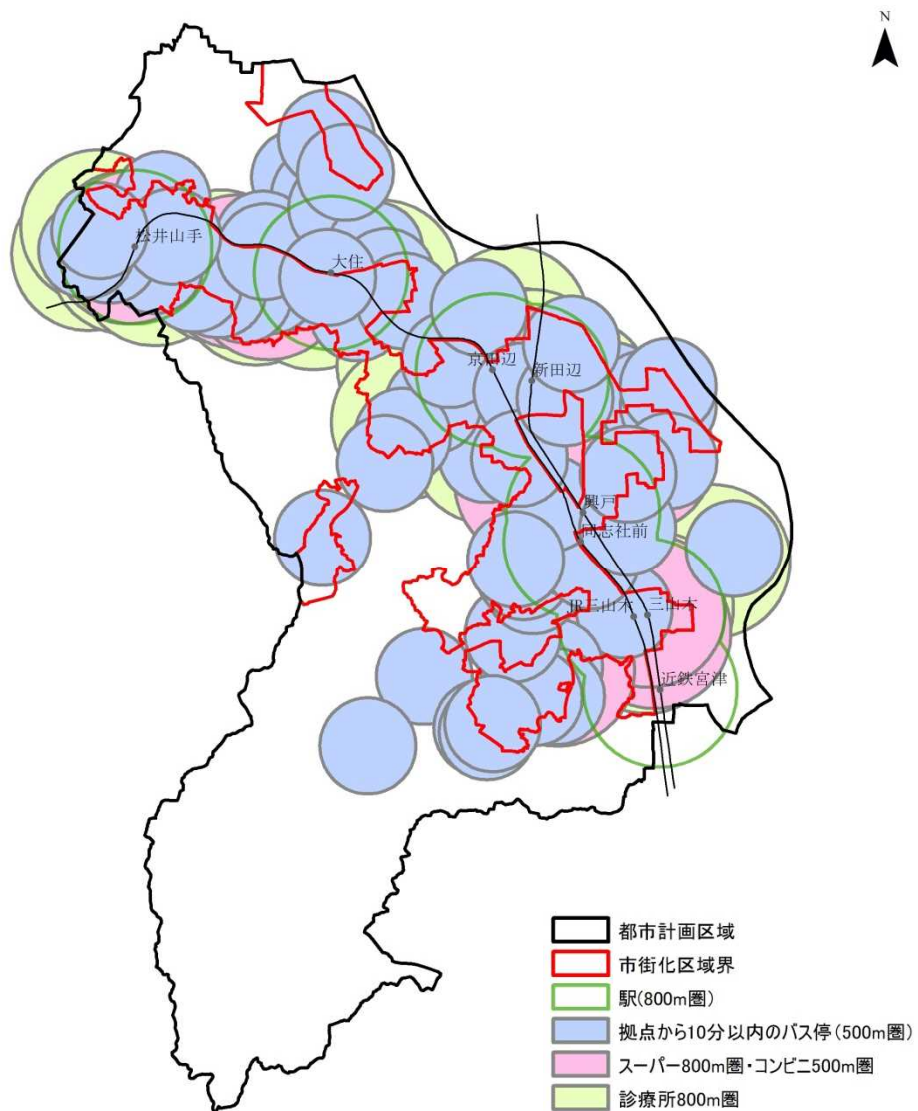 N
松井山手
大住
京田辺
新田辺
興戸
同志社前
JR三山木
三山木
近鉄宮津
都市計画区域
市街化区域界
駅(800m圏)
拠点から10分以内のバス停(500m圏)
スーパー800m圏・コンビニ500m圏
診療所800m圏